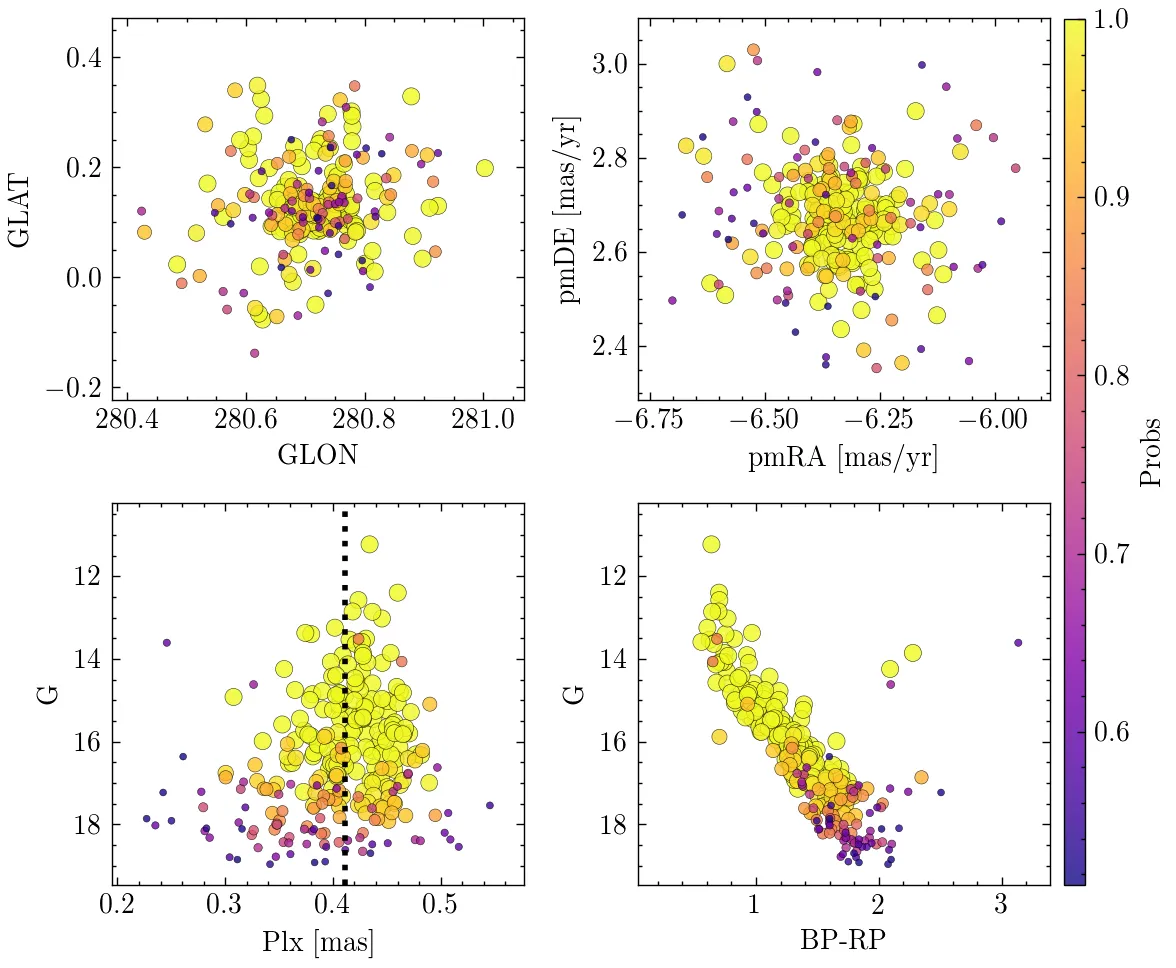 0.4
0.2
0.0
−0.2
GLAT
280.4 280.6 280.8 281.0
GLON
3.0
2.8
2.6
2.4
pmDE [mas/yr]
−6.75 −6.50 −6.25 −6.00
pmRA [mas/yr]
1.0
0.9
0.8
0.7
0.6
Probs
12
14
16
18
G
0.2 0.3 0.4 0.5
Plx [mas]
12
14
16
18
G
1 2 3
BP-RP